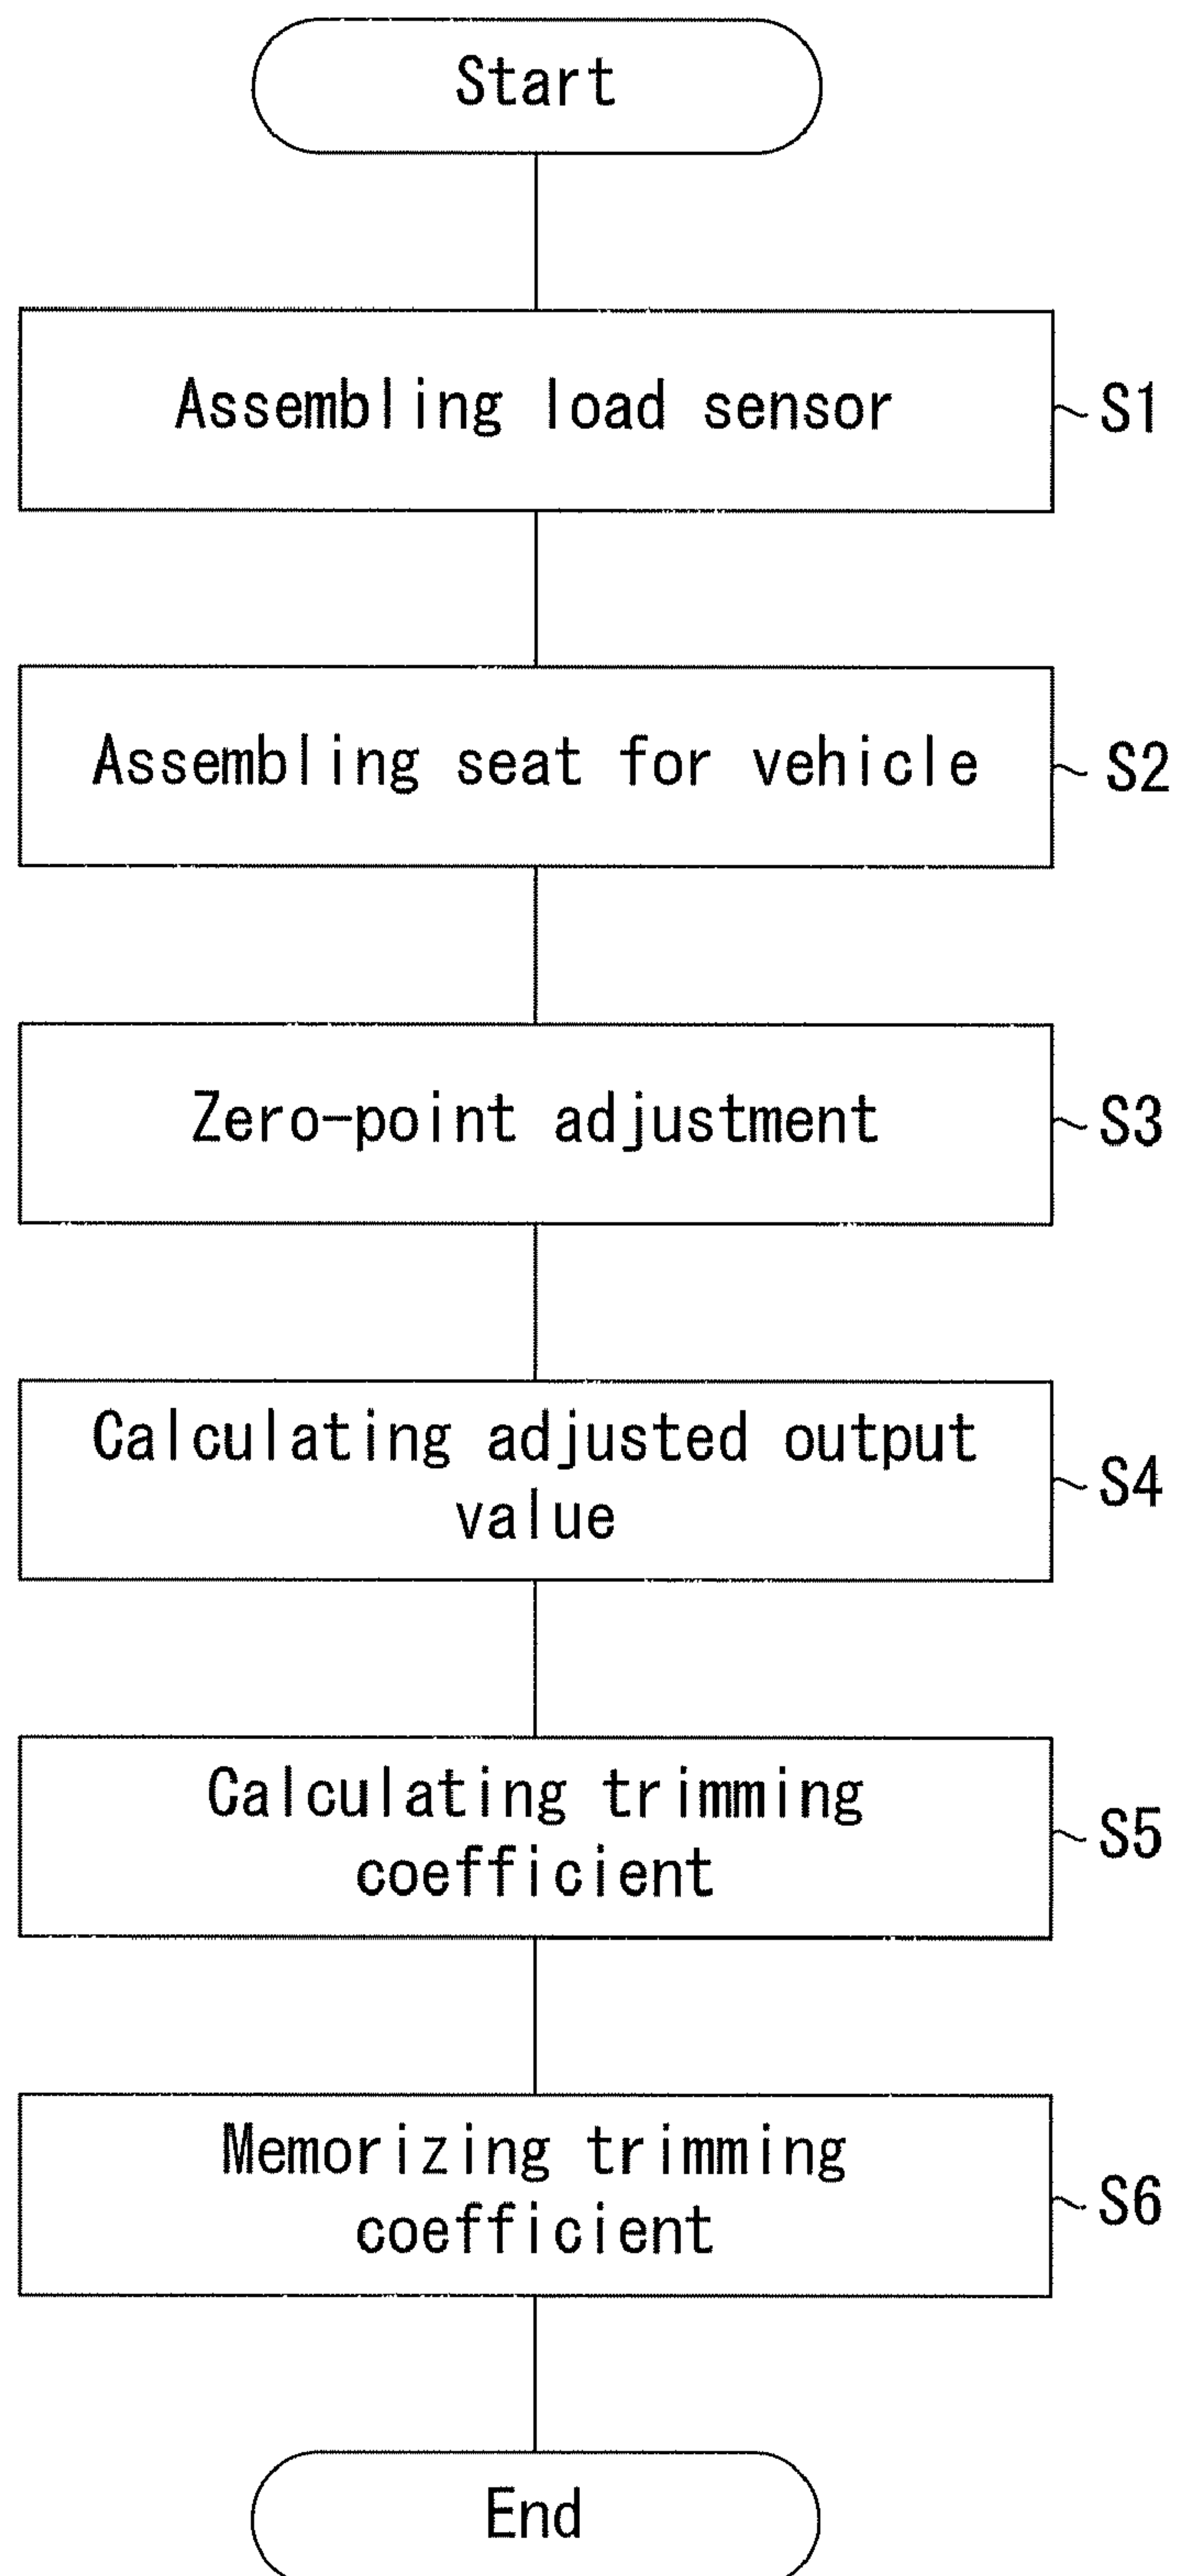 Start
Assembling load sensor
S1
Assembling seat for vehicle
S2
Zero-point adjustment
S3
Calculating adjusted output
value
S4
Calculating trimming
coefficient
S5
Memorizing trimming
coefficient
S6
End